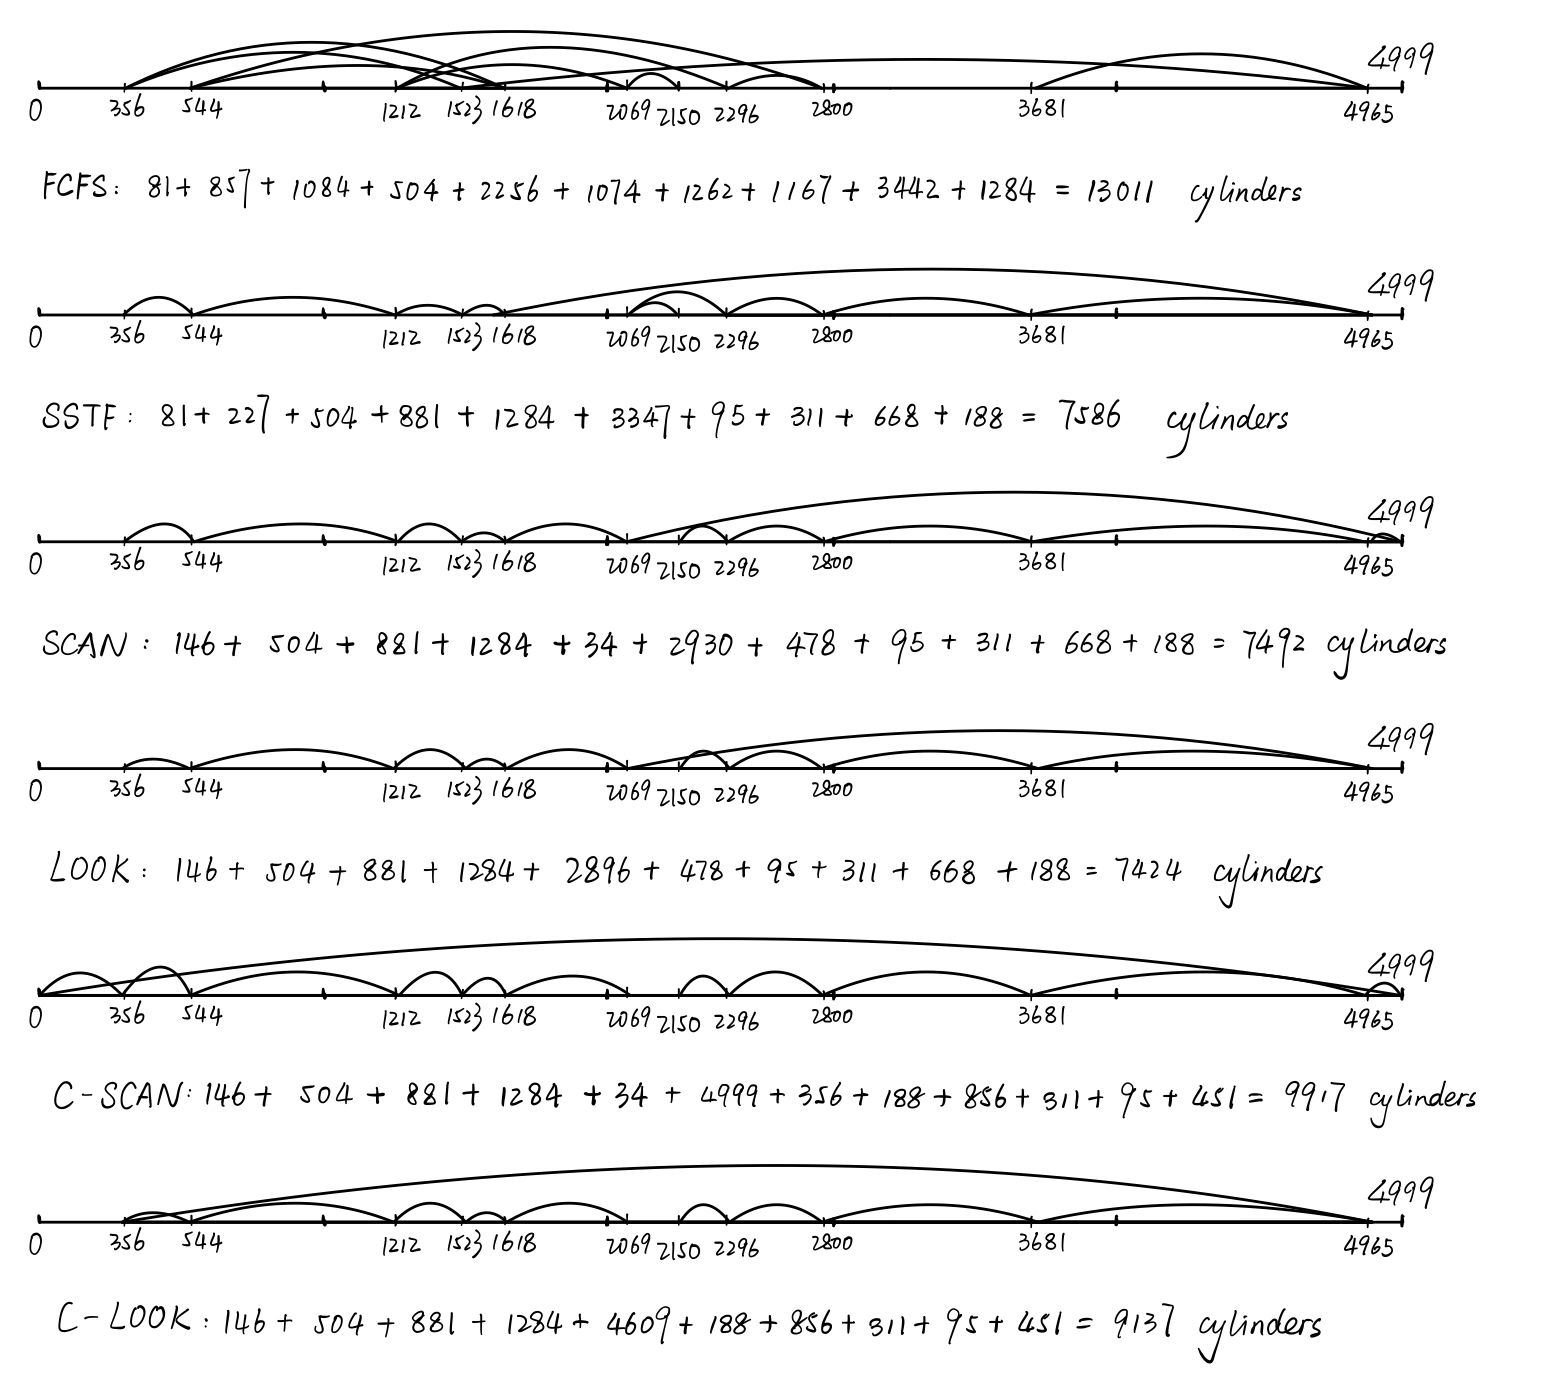 4999
0 356 544 1212 1523 1618 2069 2150 2296 2800 3681 4965
FCFS: 81+ 857 + 1084 + 504 + 2256 + 1074 + 1262 + 1167 + 3442 + 1284 = 13011 cylinders
4999
0 356 544 1212 1523 1618 2069 2150 2296 2800 3681 4965
SSTF: 81+ 227 + 504 + 881 + 1284 + 3347 + 95 + 311 + 668 + 188 = 7586 cylinders
4999
0 356 544 1212 1523 1618 2069 2150 2296 2800 3681 4965
SCAN: 146+ 504 + 881 + 1284 + 34 + 2930 + 478 + 95 + 311 + 668 + 188 = 7492 cylinders
4999
0 356 544 1212 1523 1618 2069 2150 2296 2800 3681 4965
LOOK: 146 + 504 + 881 + 1284 + 2896 + 478 + 95 + 311 + 668 + 188 = 7424 cylinders
4999
0 356 544 1212 1523 1618 2069 2150 2296 2800 3681 4965
C-SCAN: 146 + 504 + 881 + 1284 + 34 + 4999 + 356 + 188 + 856 + 311 + 95 + 451 = 9917 cylinders
4999
0 356 544 1212 1523 1618 2069 2150 2296 2800 3681 4965
C-LOOK: 146 + 504 + 881 + 1284 + 4609 + 188 + 856 + 311 + 95 + 451 = 9137 cylinders